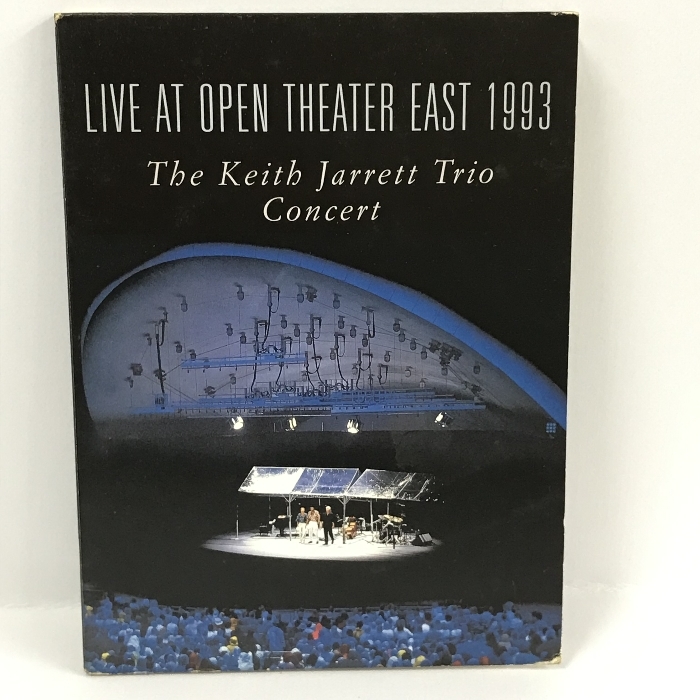 LIVE AT OPEN THEATER EAST 1993
The Keith Jarrett Trio
Concert